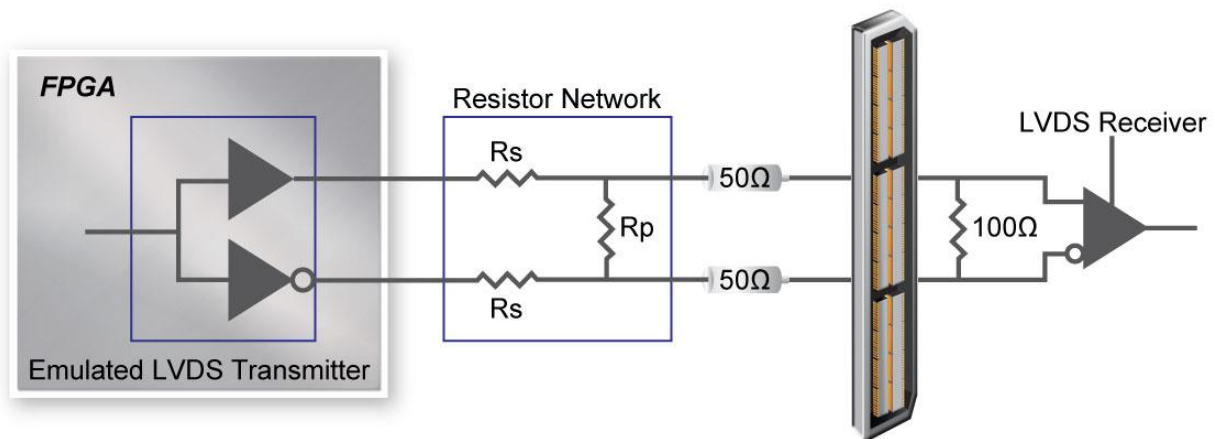 FPGA
Resistor Network
LVDS Receiver
Rs
50Ω
Rp
100Ω
50Ω
Rs
Emulated LVDS Transmitter